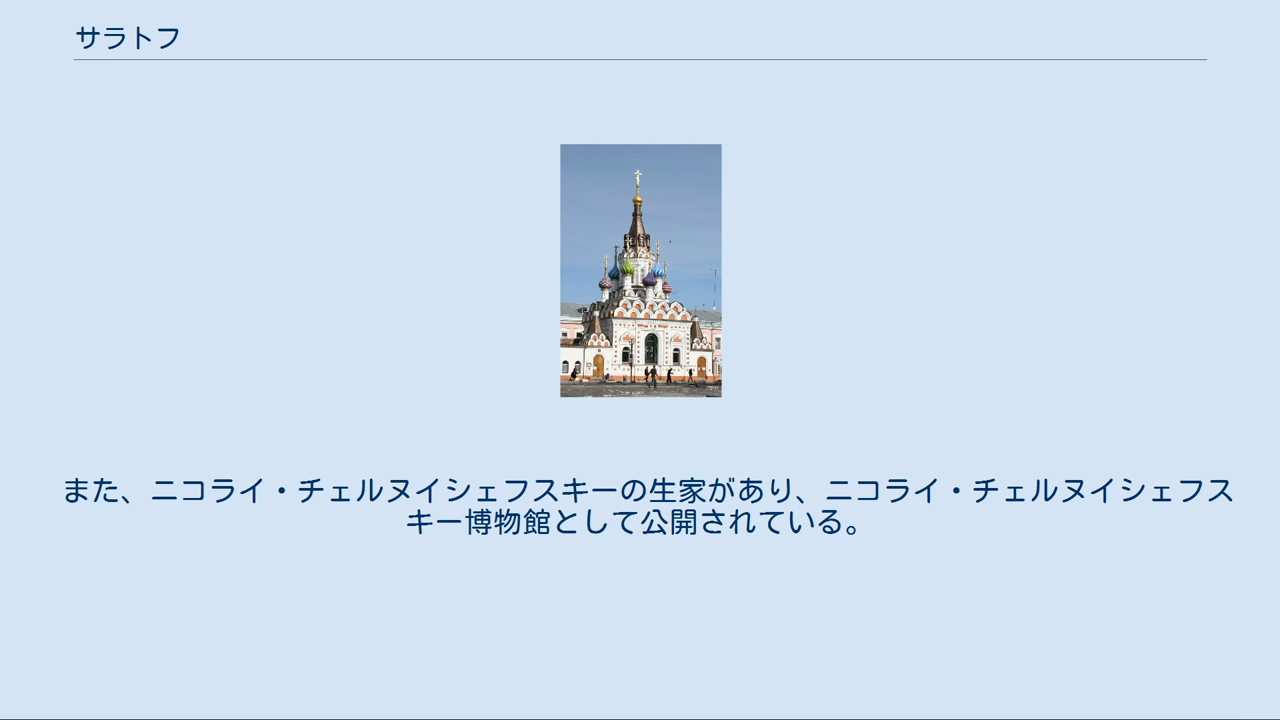 サラトフ
また、ニコライ・チェルヌイシェフスキーの生家があり、ニコライ・チェルヌイシェフス
キー博物館として公開されている。